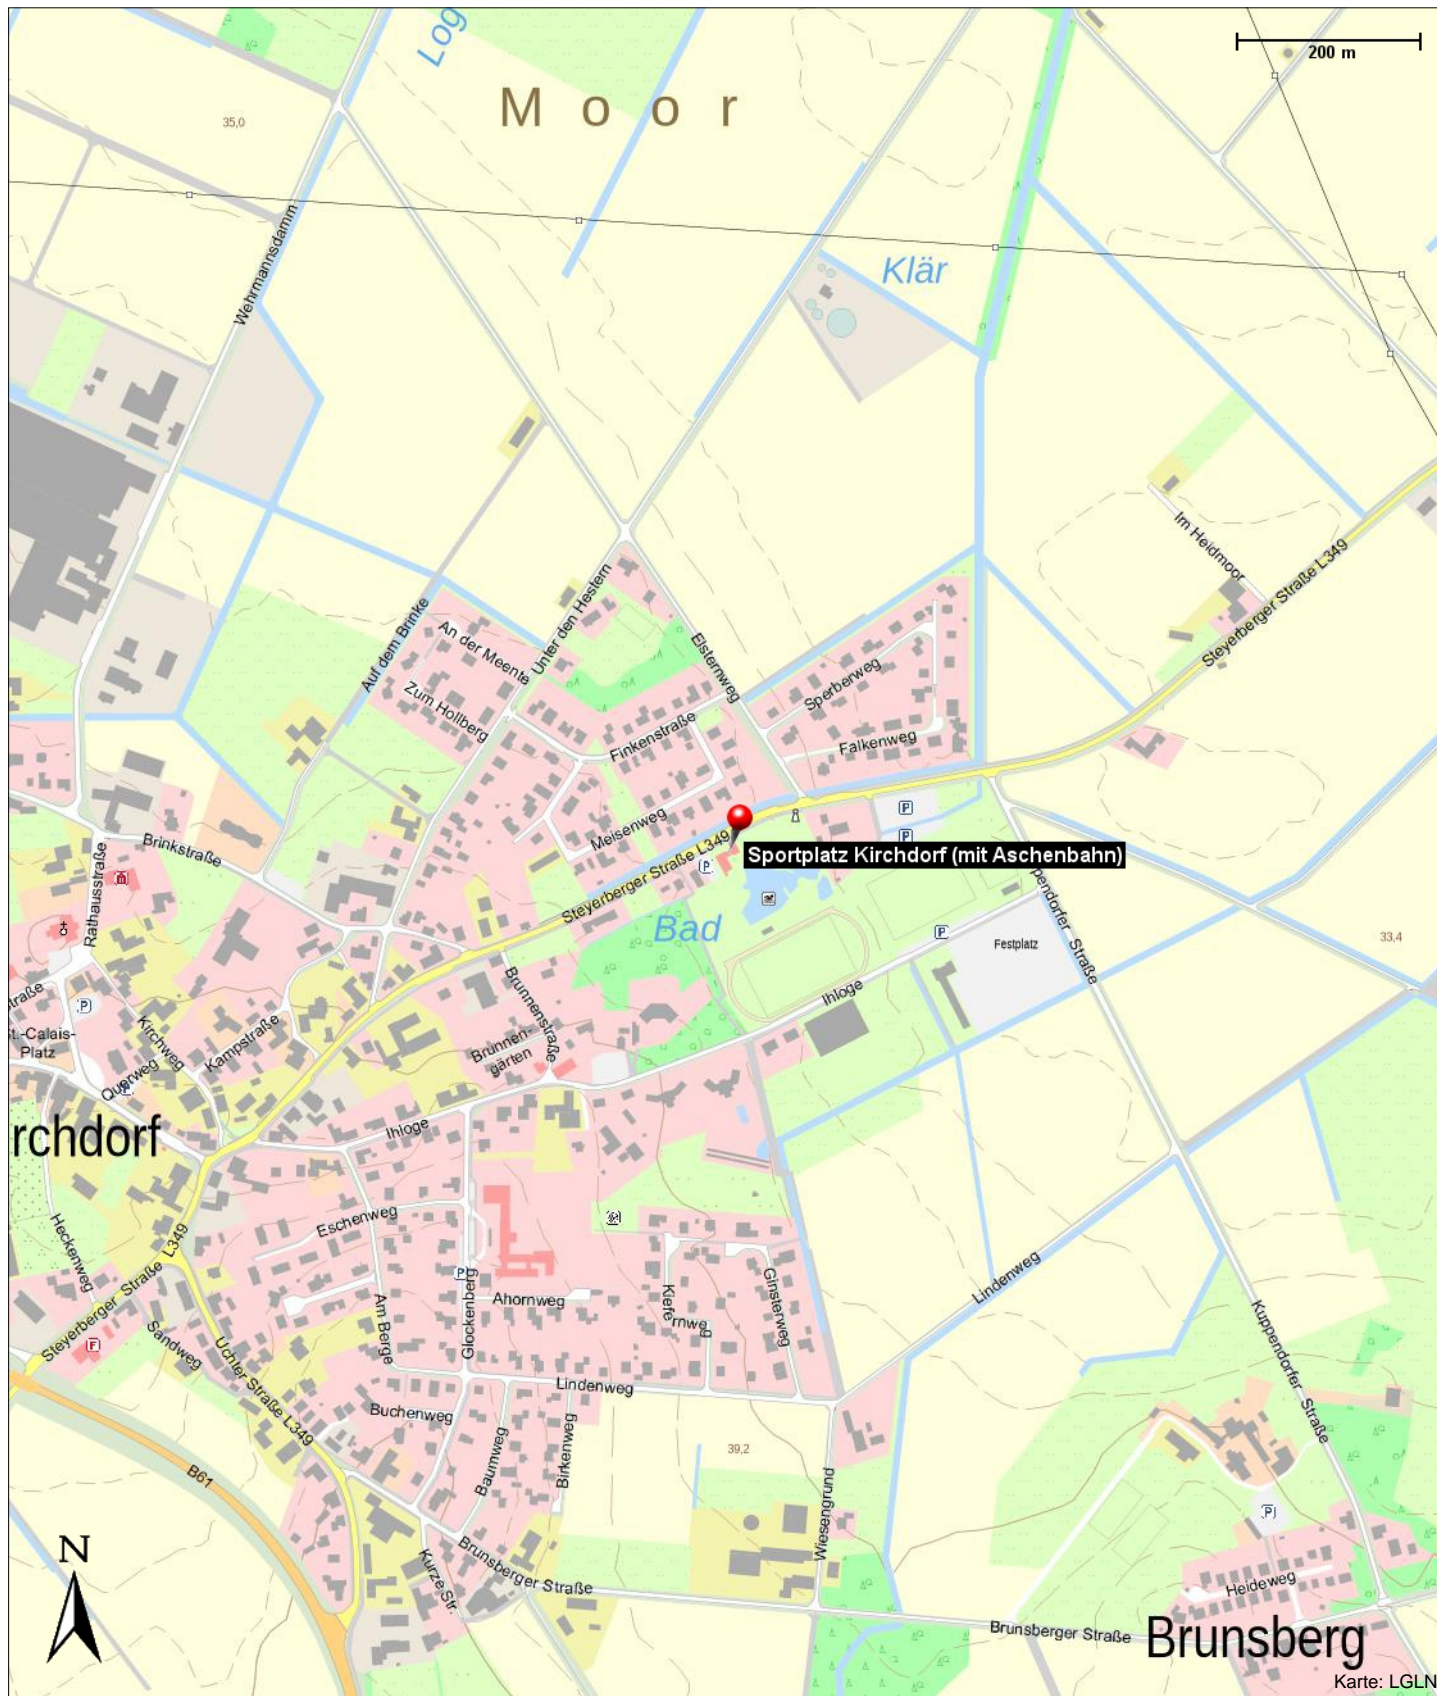 Log
200 m
Moor
35,0
Wehrmannsdamm
Klär
Im Heidmoor
Steyerberger Straße L349
Auf dem Brinke
An der Meente
Unter den Hestern
Zum Hollberg
Elsternweg
Sperberweg
Finkenstraße
Falkenweg
Meisenweg
P
P
Brinkstraße
Steyerberger Straße L349
P
Sportplatz Kirchdorf (mit Aschenbahn)
Rathausstraße
ppendorfer Straße
Bad
P
Festplatz
33,4
Ihloge
traße
P
t.-Calais-
Platz
Kirchweg
Kampstraße
Querweg
Brunnenstraße
Brunnen-
gärten
Ihloge
rchdorf
Heckenweg
Eschenweg
Steyerberger Straße L349
P
Glockenberg
Ahornweg
Am Berge
Kiefe
rnweg
Ginsterweg
Lindenweg
Kuppendorfer Straße
F
Sandweg
Uchter Straße L349
Lindenweg
Buchenweg
Baumweg
Birkenweg
39,2
B61
Wiesengrund
P
N
Kurze Str.
Brunsberger Straße
Heideweg
Brunsberger Straße
Brunsberg
Karte: LGLN